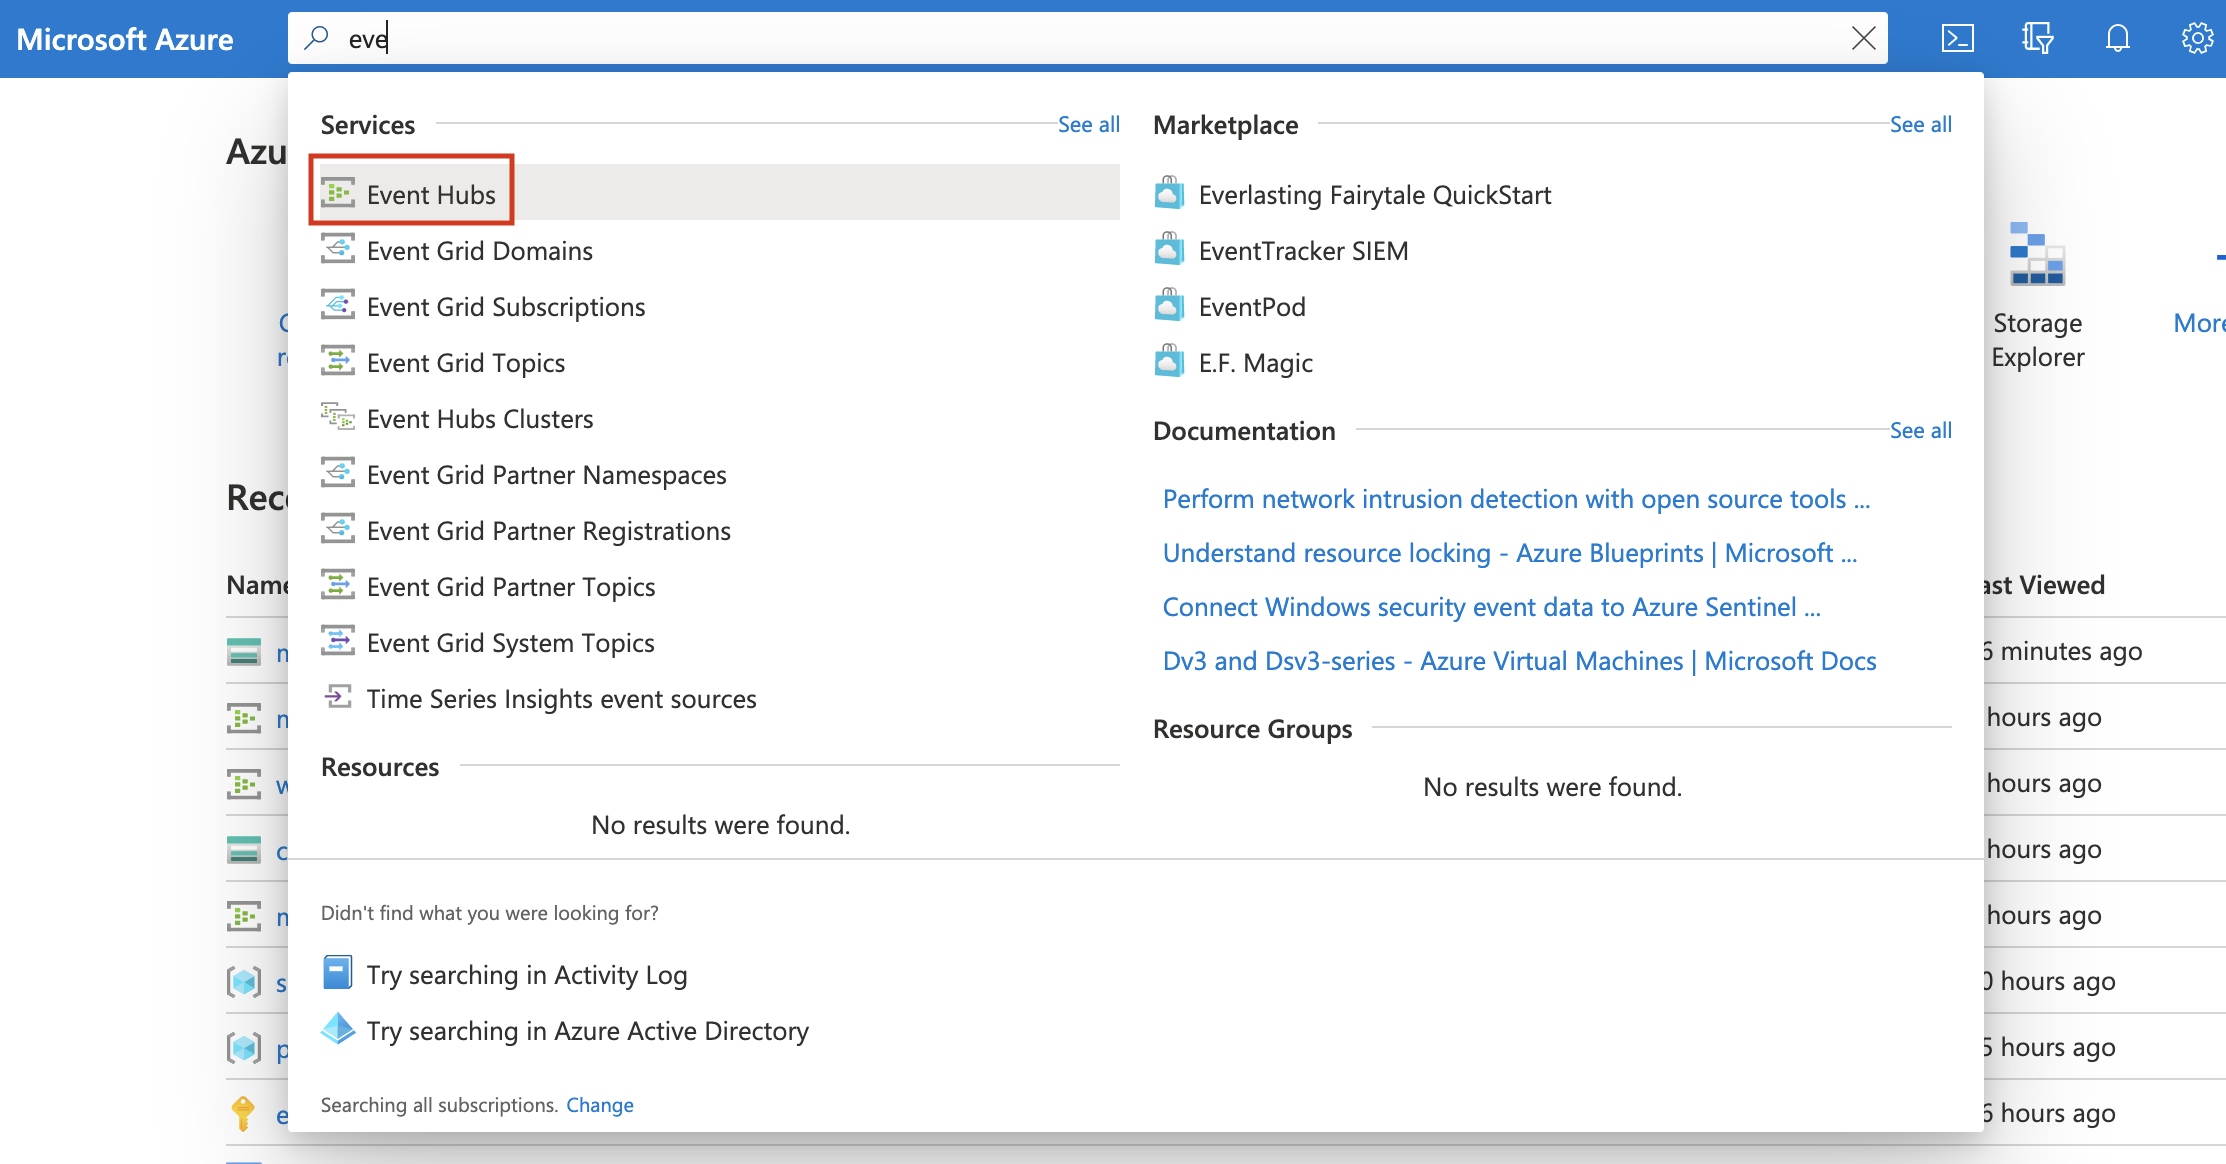 Microsoft Azure
eve
Services
See all
Event Hubs
Event Grid Domains
Event Grid Subscriptions
Event Grid Topics
Event Hubs Clusters
Event Grid Partner Namespaces
Event Grid Partner Registrations
Event Grid Partner Topics
Event Grid System Topics
Time Series Insights event sources
Resources
No results were found.
Marketplace
See all
Everlasting Fairytale QuickStart
EventTracker SIEM
EventPod
E.F. Magic
Documentation
See all
Perform network intrusion detection with open source tools ...
Understand resource locking - Azure Blueprints | Microsoft ...
Connect Windows security event data to Azure Sentinel ...
Dv3 and Dsv3-series - Azure Virtual Machines | Microsoft Docs
Resource Groups
No results were found.
Didn't find what you were looking for?
Try searching in Activity Log
Try searching in Azure Active Directory
Searching all subscriptions. Change
Azu
Rec
Name
Storage
Explorer
More
ast Viewed
6 minutes ago
hours ago
hours ago
hours ago
hours ago
0 hours ago
5 hours ago
6 hours ago